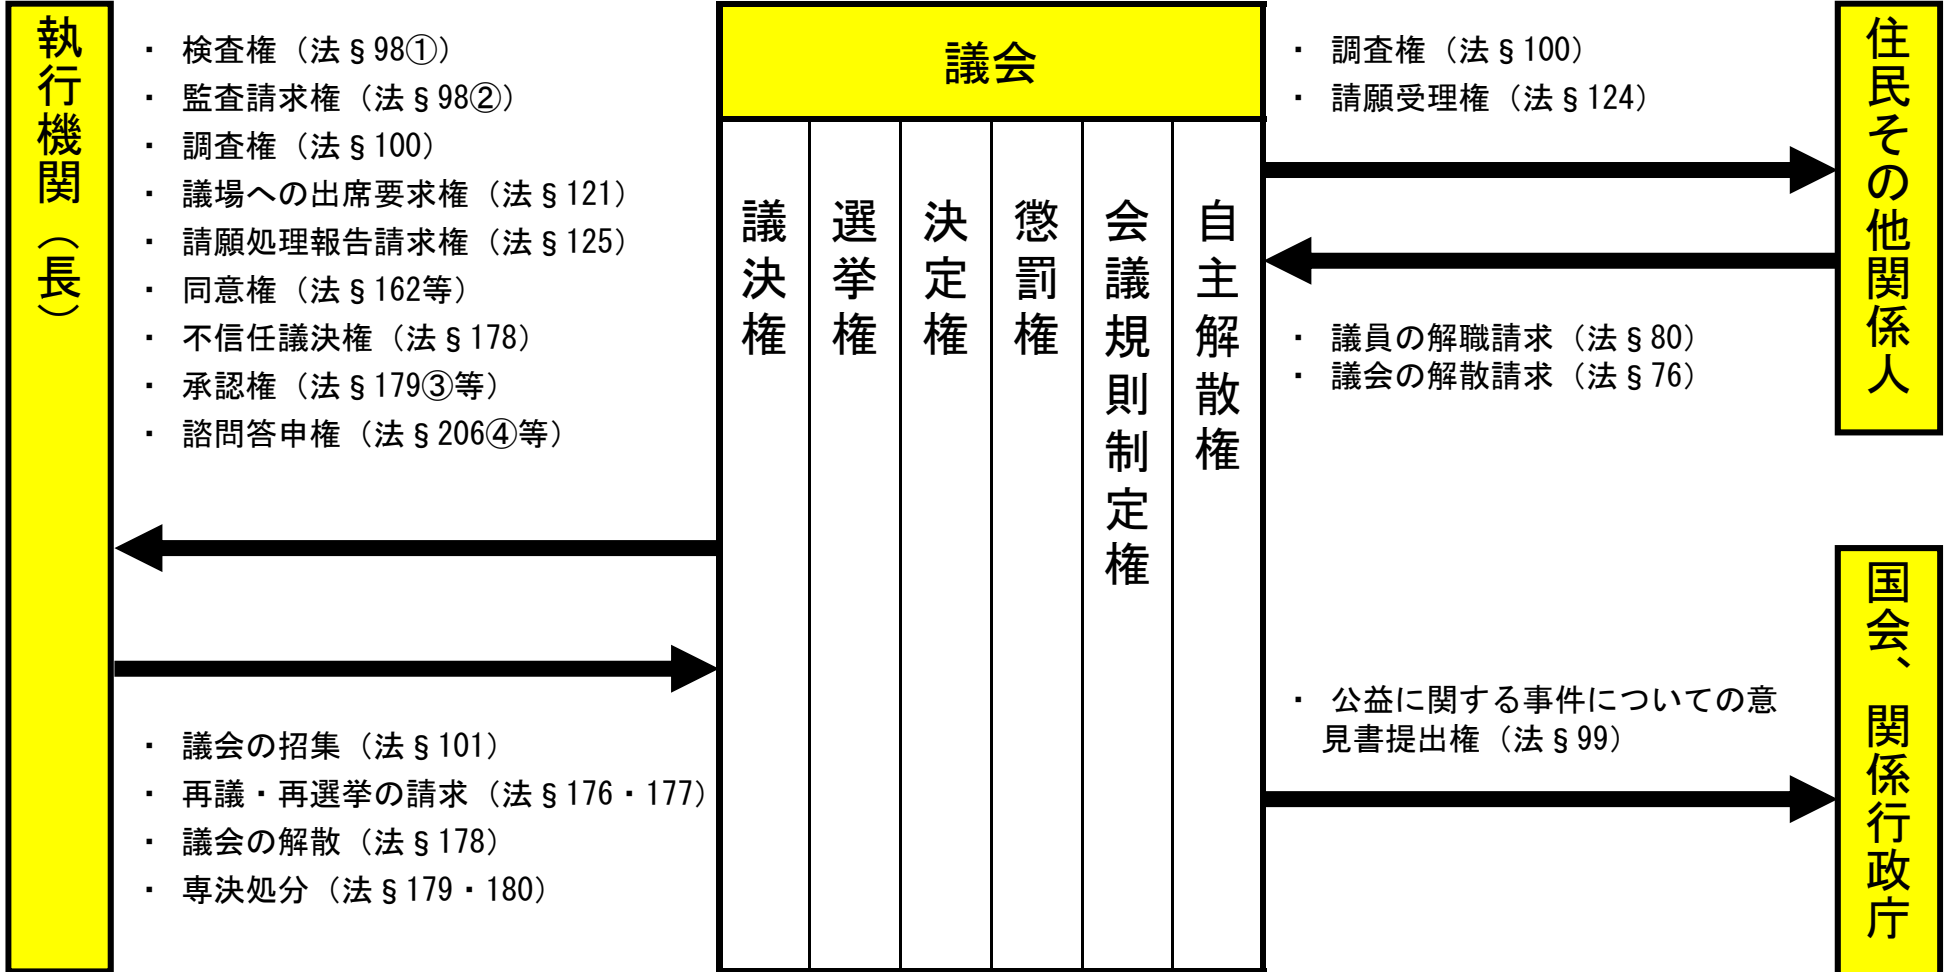 執行機関（長）
・ 検査権（法§98①）
・ 監査請求権（法§98②）
・ 調査権（法§100）
・ 議場への出席要求権（法§121）
・ 請願処理報告請求権（法§125）
・ 同意権（法§162等）
・ 不信任議決権（法§178）
・ 承認権（法§179③等）
・ 諮問答申権（法§206④等）
・ 議会の招集（法§101）
・ 再議・再選挙の請求（法§176・177）
・ 議会の解散（法§178）
・ 専決処分（法§179・180）
議会
議決権
選挙権
決定権
懲罰権
会議規則制定権
自主解散権
・ 調査権（法§100）
・ 請願受理権（法§124）
・ 議員の解職請求（法§80）
・ 議会の解散請求（法§76）
住民その他関係人
・ 公益に関する事件についての意
見書提出権（法§99）
国会、関係行政庁